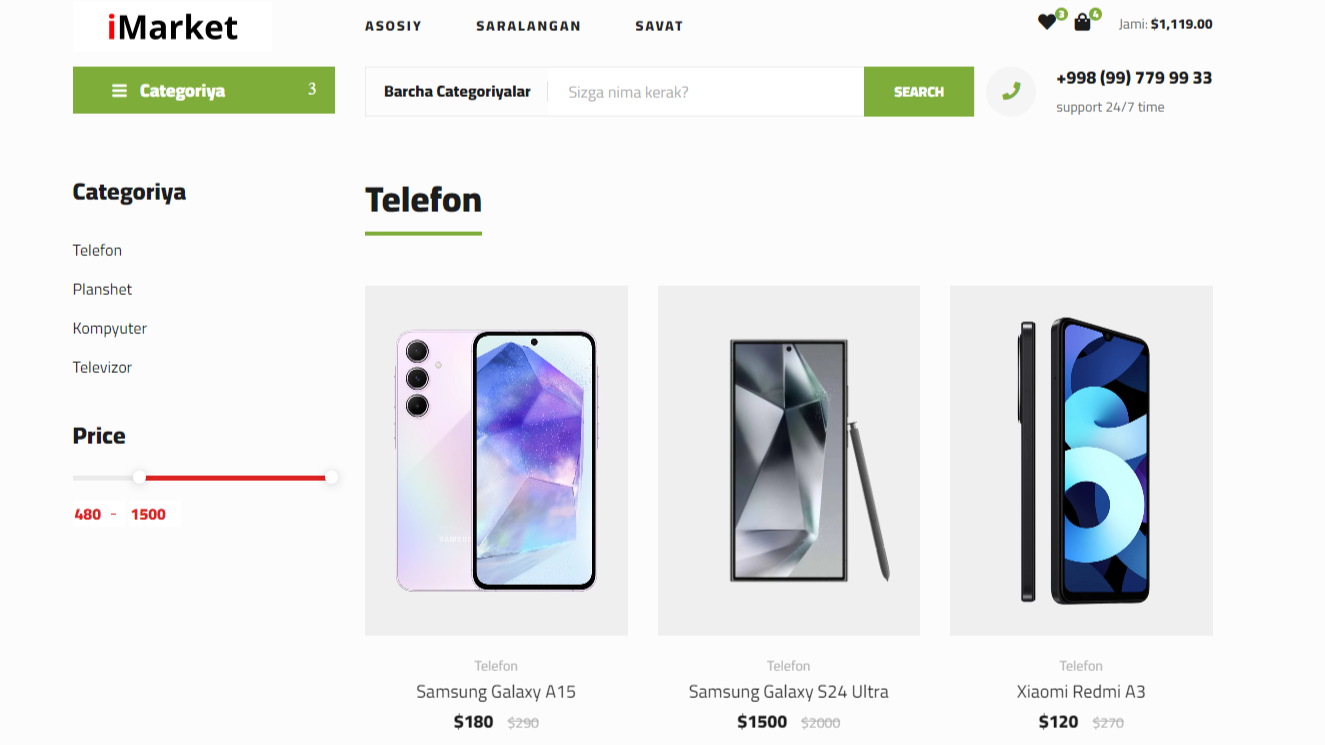 iMarket
ASOSIY SARALANGAN SAVAT
3 4 Jami: $1,119.00
Categoriya 3
Barcha Categoriyalar Sizga nima kerak? SEARCH
+998 (99) 779 99 33
support 24/7 time
Categoriya
Telefon
Planshet
Kompyuter
Televizor
Price
480 - 1500
Telefon
SAMSUNG
Telefon
Samsung Galaxy A15
$180 $290
Telefon
Samsung Galaxy S24 Ultra
$1500 $2000
Telefon
Xiaomi Redmi A3
$120 $270